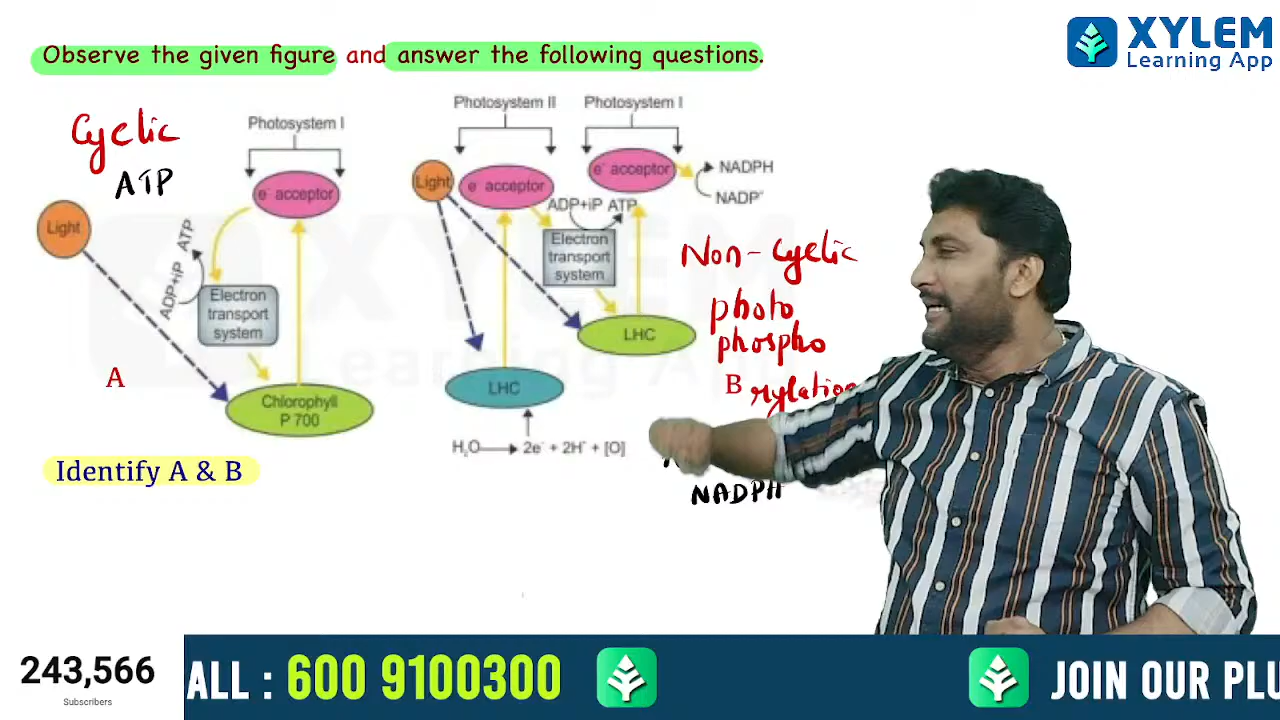 Observe the given figure and answer the following questions.
XYLEM
Learning App
Cyclic
ATP
Photosystem I
e⁻ acceptor
Light
ADP+iP ATP
Electron
transport
system
A
Chlorophyll
P 700
Identify A & B
Photosystem II
Photosystem I
Light
e⁻ acceptor
e⁻ acceptor
NADPH
NADP⁺
ADP+iP ATP
Electron
transport
system
LHC
LHC
H₂O 2e⁻ + 2H⁺ + [O]
Non-Cyclic
photo
phospho
B rylation
NADPH
XYLEM
Learning App
243,566
Subscribers
ALL : 600 9100300
JOIN OUR PLU